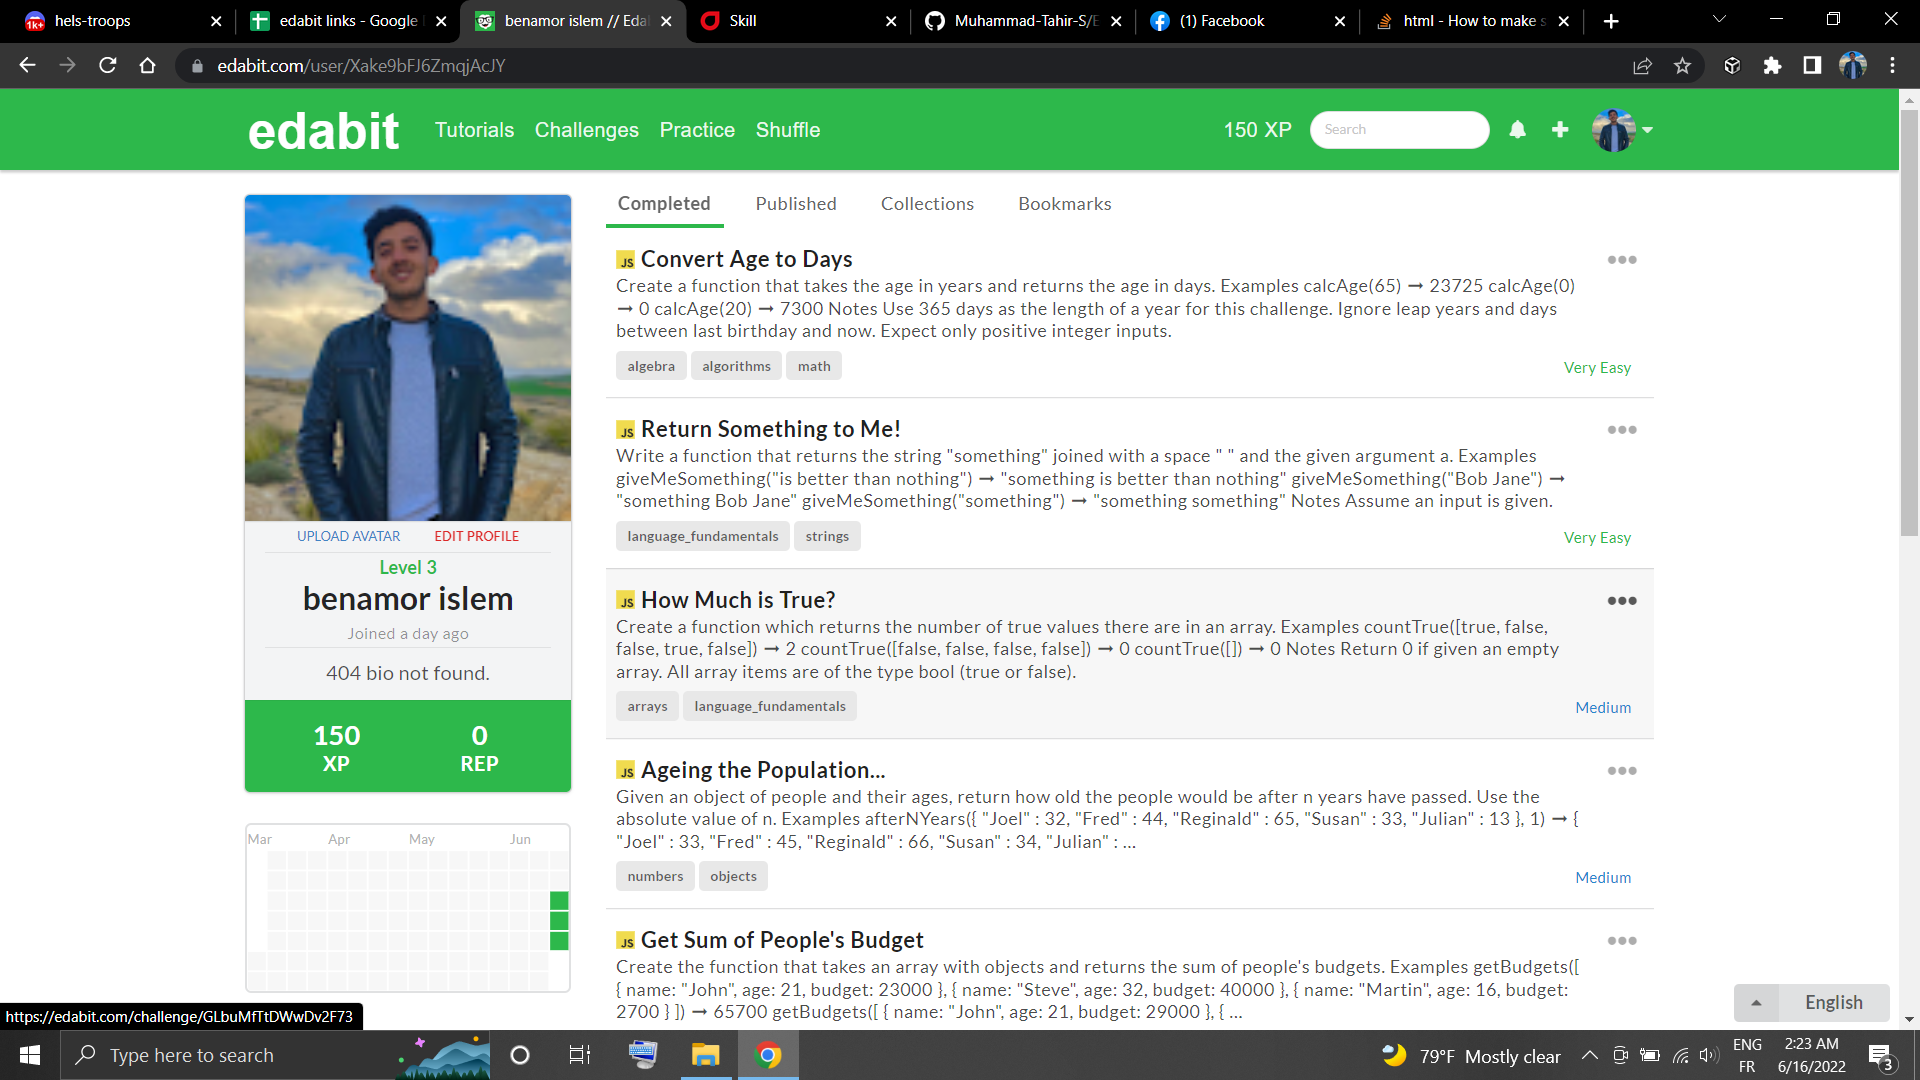 hels-troops
edabit links - Google
benamor islem // Eda
Skill
Muhammad-Tahir-S/E
(1) Facebook
html - How to make s
edabit.com/user/Xake9bFJ6ZmqjAcJY
edabit
Tutorials
Challenges
Practice
Shuffle
150 XP
Search
UPLOAD AVATAR
EDIT PROFILE
Level 3
benamor islem
Joined a day ago
404 bio not found.
150
XP
0
REP
Mar
Apr
May
Jun
Completed
Published
Collections
Bookmarks
JS Convert Age to Days
Create a function that takes the age in years and returns the age in days. Examples calcAge(65) ➞ 23725 calcAge(0)
➞ 0 calcAge(20) ➞ 7300 Notes Use 365 days as the length of a year for this challenge. Ignore leap years and days
between last birthday and now. Expect only positive integer inputs.
algebra
algorithms
math
Very Easy
JS Return Something to Me!
Write a function that returns the string "something" joined with a space " " and the given argument a. Examples
giveMeSomething("is better than nothing") ➞ "something is better than nothing" giveMeSomething("Bob Jane") ➞
"something Bob Jane" giveMeSomething("something") ➞ "something something" Notes Assume an input is given.
language_fundamentals
strings
Very Easy
JS How Much is True?
Create a function which returns the number of true values there are in an array. Examples countTrue([true, false,
false, true, false]) ➞ 2 countTrue([false, false, false, false]) ➞ 0 countTrue([]) ➞ 0 Notes Return 0 if given an empty
array. All array items are of the type bool (true or false).
arrays
language_fundamentals
Medium
JS Ageing the Population...
Given an object of people and their ages, return how old the people would be after n years have passed. Use the
absolute value of n. Examples afterNYears({ "Joel" : 32, "Fred" : 44, "Reginald" : 65, "Susan" : 33, "Julian" : 13 }, 1) ➞ {
"Joel" : 33, "Fred" : 45, "Reginald" : 66, "Susan" : 34, "Julian" : ...
numbers
objects
Medium
JS Get Sum of People's Budget
Create the function that takes an array with objects and returns the sum of people's budgets. Examples getBudgets([
{ name: "John", age: 21, budget: 23000 }, { name: "Steve", age: 32, budget: 40000 }, { name: "Martin", age: 16, budget:
2700 } ]) ➞ 65700 getBudgets([ { name: "John", age: 21, budget: 29000 }, { ...
English
https://edabit.com/challenge/GLbuMfTtDWwDv2F73
Type here to search
79°F Mostly clear
ENG
FR
2:23 AM
6/16/2022
3